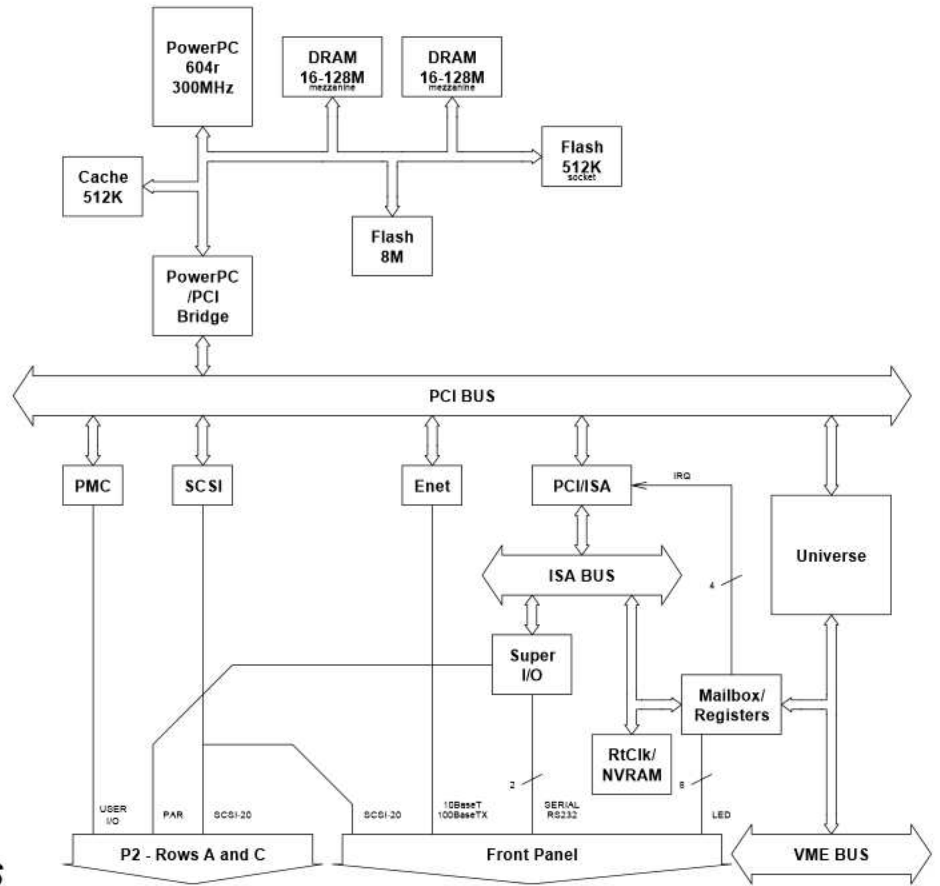 PowerPC
604r
300MHz
DRAM
16-128M
mezzanine
DRAM
16-128M
mezzanine
Flash
512K
socket
Cache
512K
Flash
8M
PowerPC
/PCI
Bridge
PCI BUS
PMC
SCSI
Enet
PCI/ISA
IRQ
Universe
ISA BUS
4
Super
I/O
Mailbox/
Registers
RtClk/
NVRAM
2
8
USER
I/O
PAR
SCSI-20
SCSI-20
10BaseT
100BaseTX
SERIAL
RS232
LED
P2 - Rows A and C
Front Panel
VME BUS